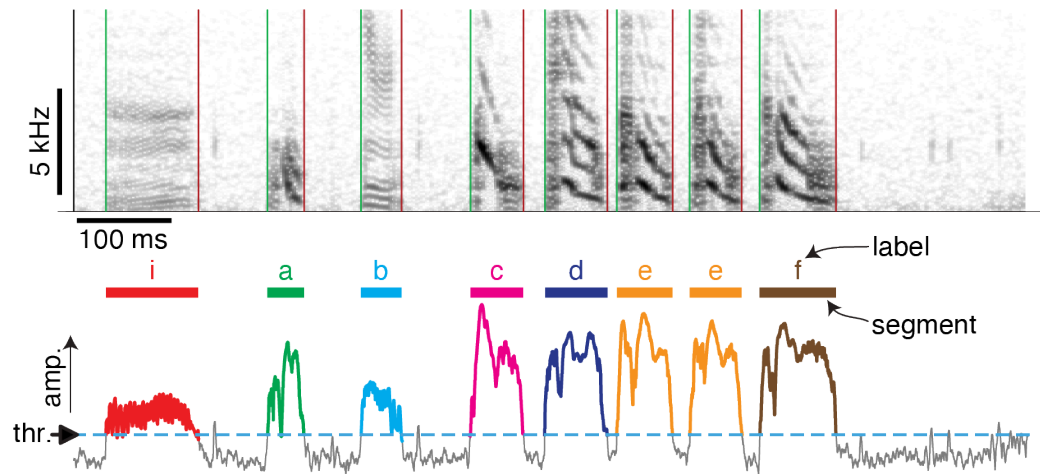 5 kHz
100 ms
label
i a b c d e e f
segment
amp.
thr.